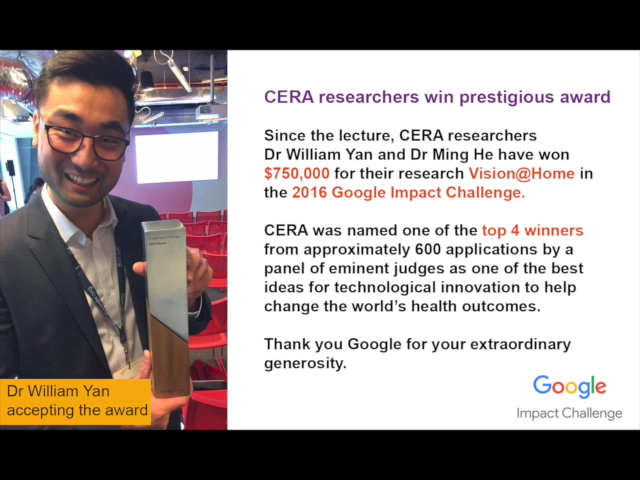 CERA researchers win prestigious award
Since the lecture, CERA researchers
Dr William Yan and Dr Ming He have won
$750,000 for their research Vision@Home in
the 2016 Google Impact Challenge.
CERA was named one of the top 4 winners
from approximately 600 applications by a
panel of eminent judges as one of the best
ideas for technological innovation to help
change the world's health outcomes.
Thank you Google for your extraordinary
generosity.
Dr William Yan
accepting the award
Google
Impact Challenge